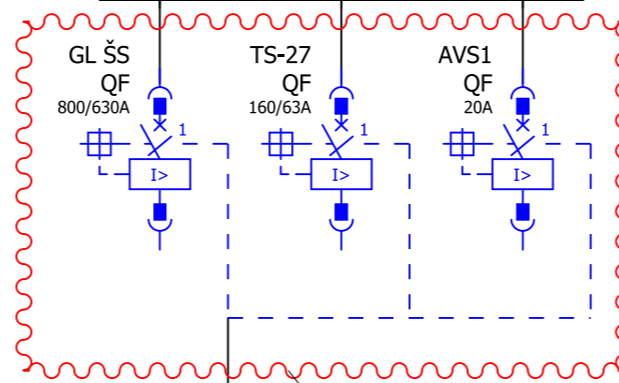 GL ŠS
QF
800/630A
1
I>
TS-27
QF
160/63A
1
I>
AVS1
QF
20A
1
I>